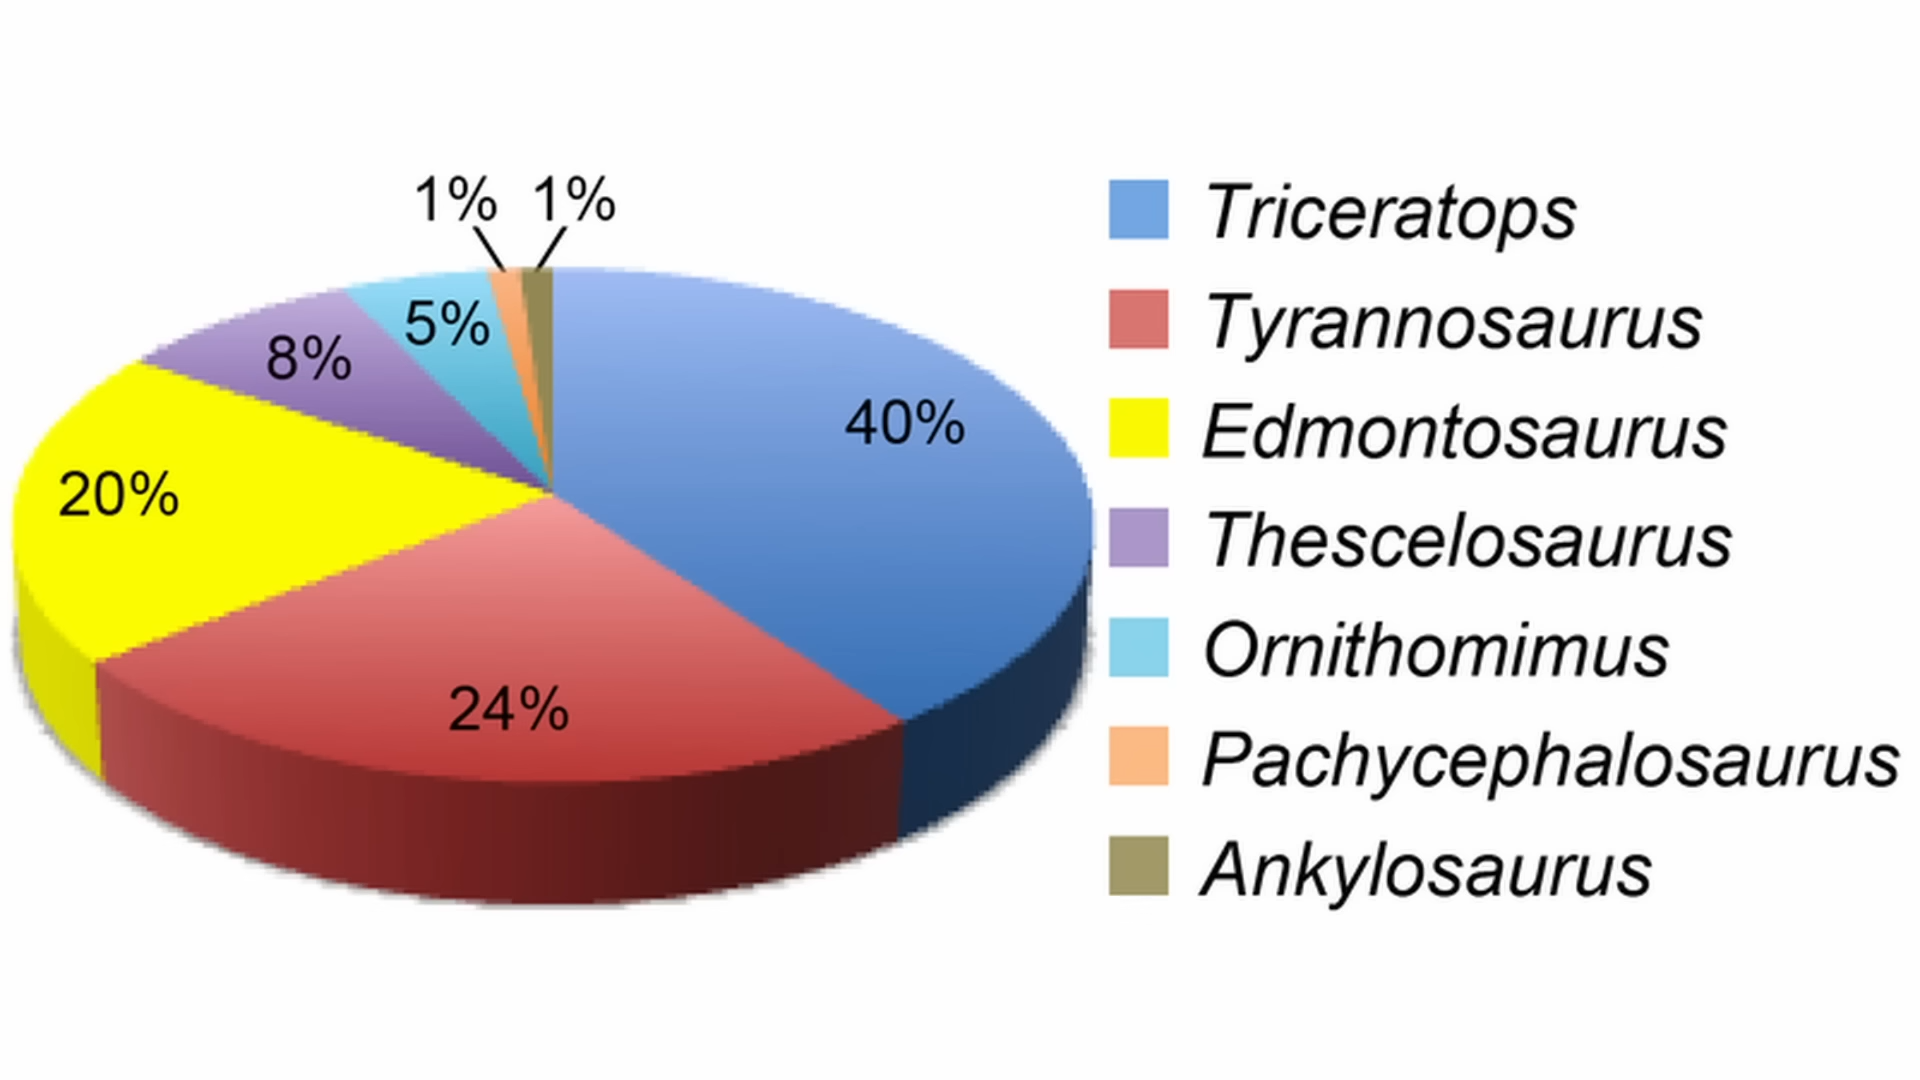 1% 1%
5%
8%
40%
20%
24%
Triceratops
Tyrannosaurus
Edmontosaurus
Thescelosaurus
Ornithomimus
Pachycephalosaurus
Ankylosaurus